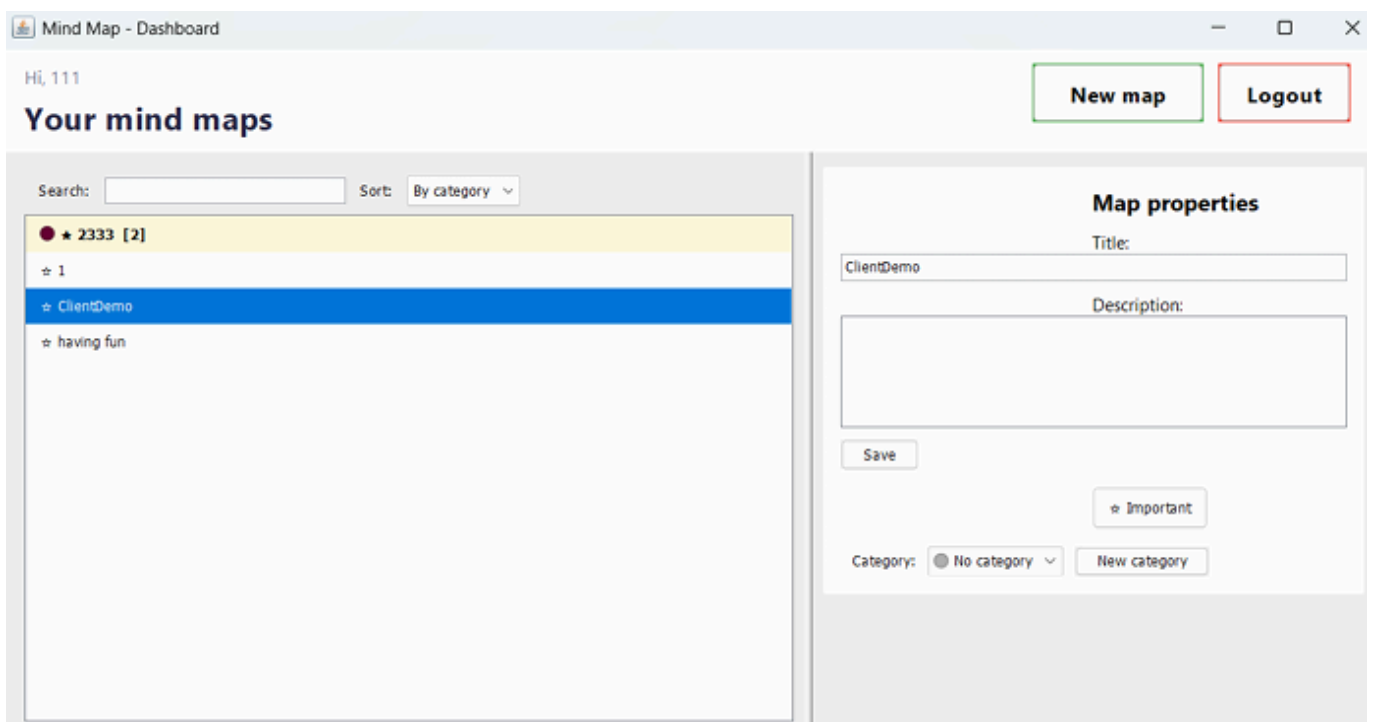 Mind Map - Dashboard
Hi, 111
Your mind maps
New map
Logout
Search:
Sort: By category
★ 2333 [2]
☆ 1
☆ ClientDemo
☆ having fun
Map properties
Title:
ClientDemo
Description:
Save
☆ Important
Category: No category New category